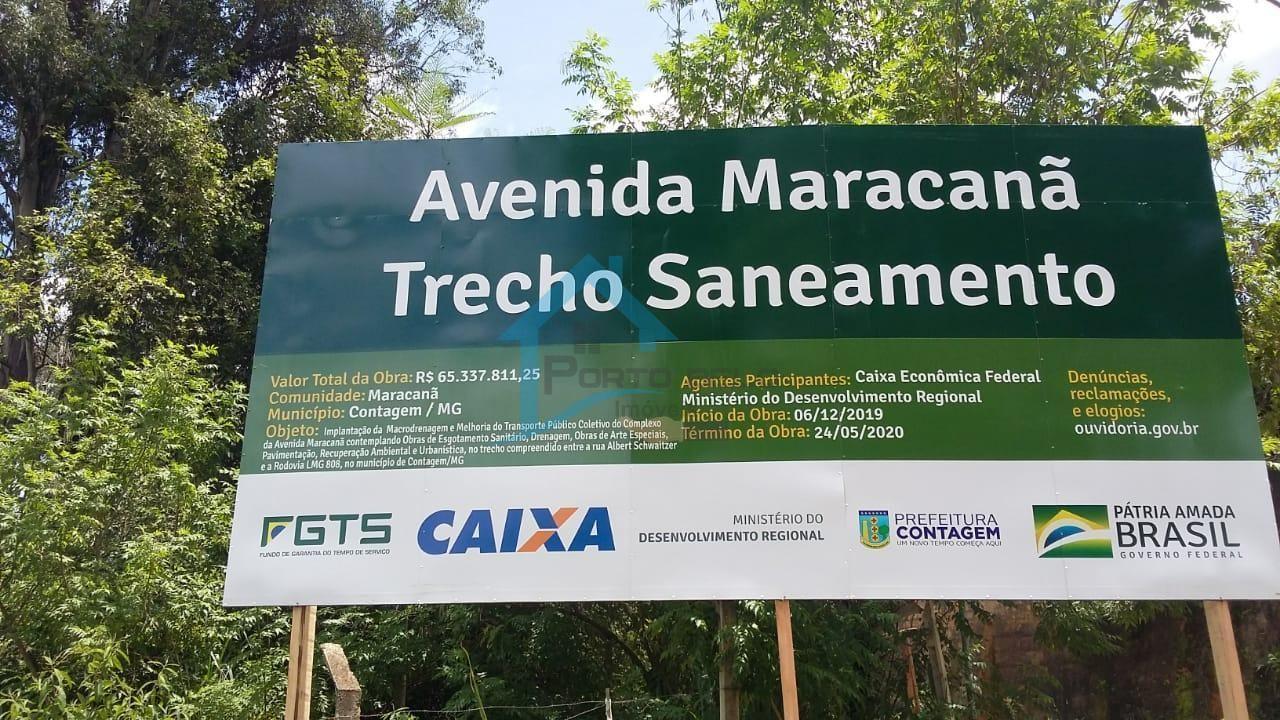 Avenida Maracanã
Trecho Saneamento
Valor Total da Obra: R$ 65.337.811,25
Comunidade: Maracanã
Município: Contagem / MG
Objeto: Implantação da Macrodrenagem e Melhoria do Transporte Público Coletivo do Complexo
da Avenida Maracanã contemplando Obras de Esgotamento Sanitário, Drenagem, Obras de Arte Especiais,
Pavimentação, Recuperação Ambiental e Urbanística, no trecho compreendido entre a rua Albert Schwaitzer
e a Rodovia LMG 808, no município de Contagem/MG
Agentes Participantes: Caixa Econômica Federal
Ministério do Desenvolvimento Regional
Início da Obra: 06/12/2019
Término da Obra: 24/05/2020
Denúncias,
reclamações,
e elogios:
ouvidoria.gov.br
Porto
Imóv
FGTS
FUNDO DE GARANTIA DO TEMPO DE SERVIÇO
CAIXA
MINISTÉRIO DO
DESENVOLVIMENTO REGIONAL
PREFEITURA
CONTAGEM
UM NOVO TEMPO COMEÇA AQUI
PÁTRIA AMADA
BRASIL
GOVERNO FEDERAL